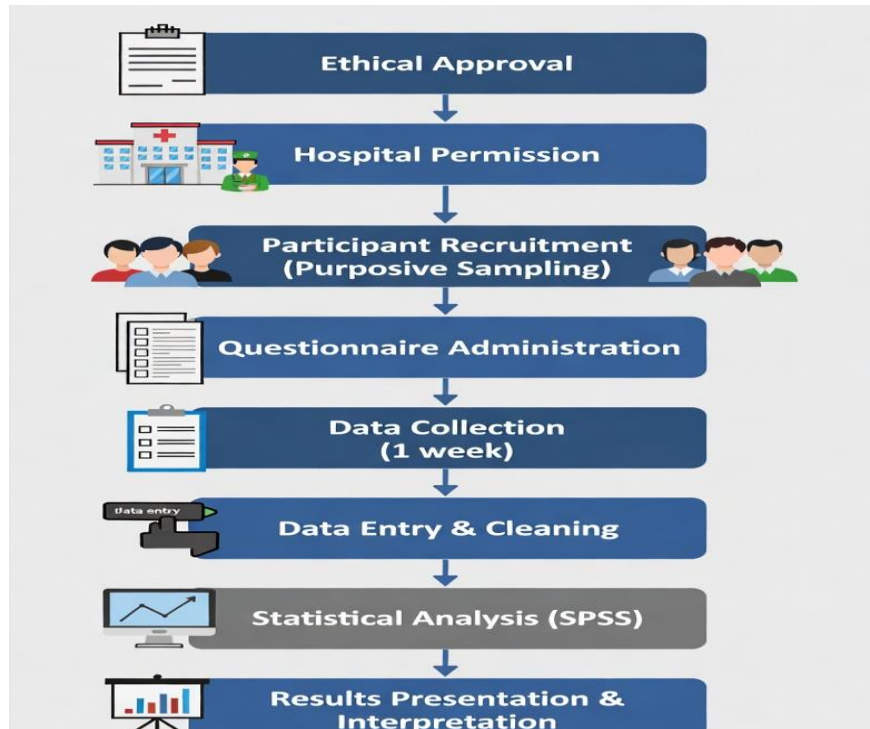 Ethical Approval
Hospital Permission
Participant Recruitment
(Purposive Sampling)
Questionnaire Administration
Data Collection
(1 week)
data entry
Data Entry & Cleaning
Statistical Analysis (SPSS)
Results Presentation &
Interpretation